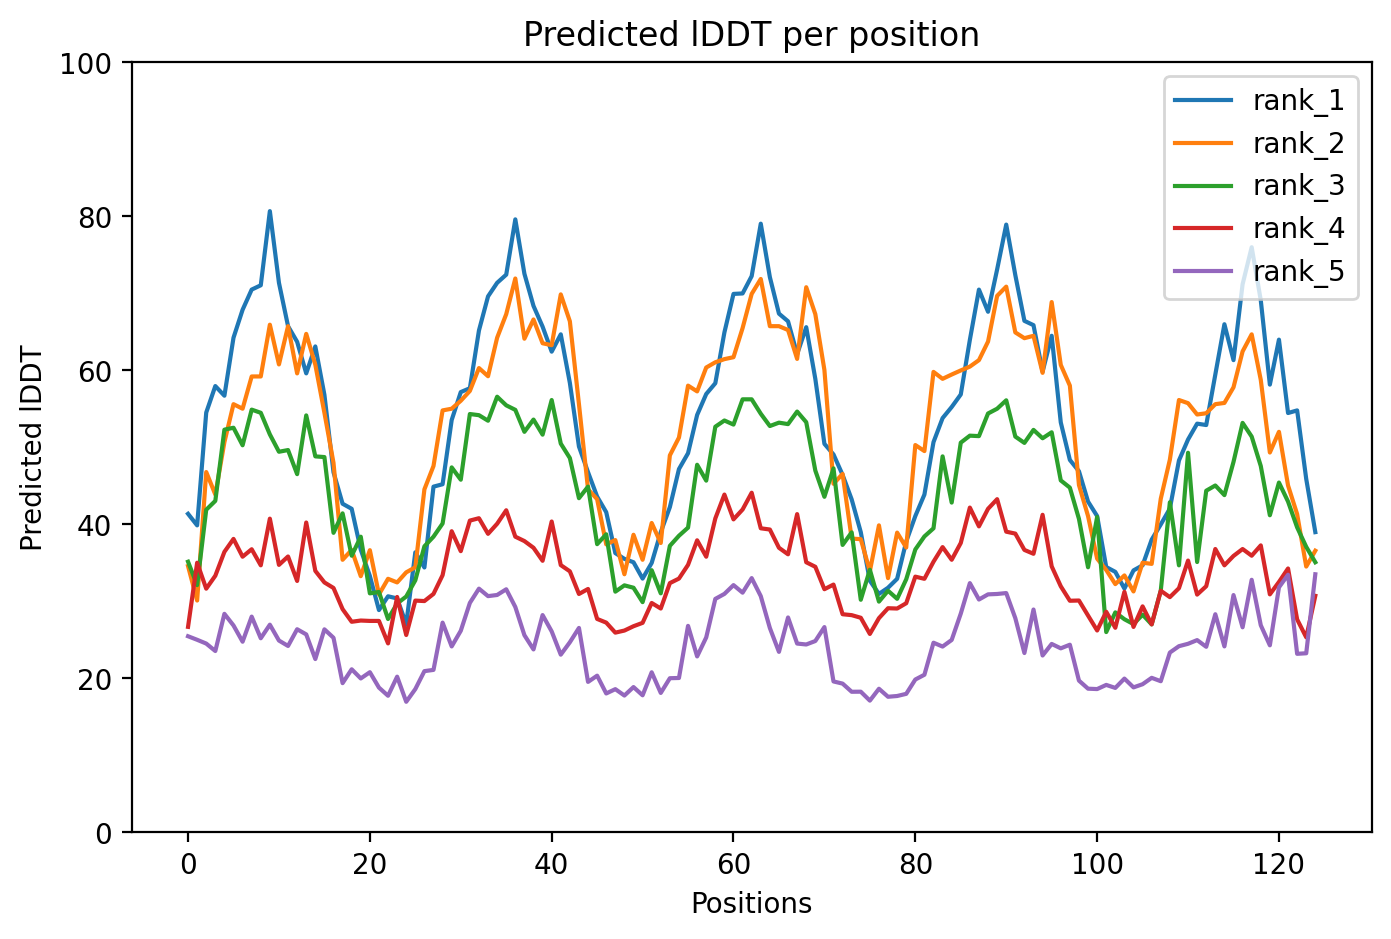 Predicted lDDT per position
100
80
60
40
20
0
Predicted lDDT
rank_1
rank_2
rank_3
rank_4
rank_5
0 20 40 60 80 100 120
Positions